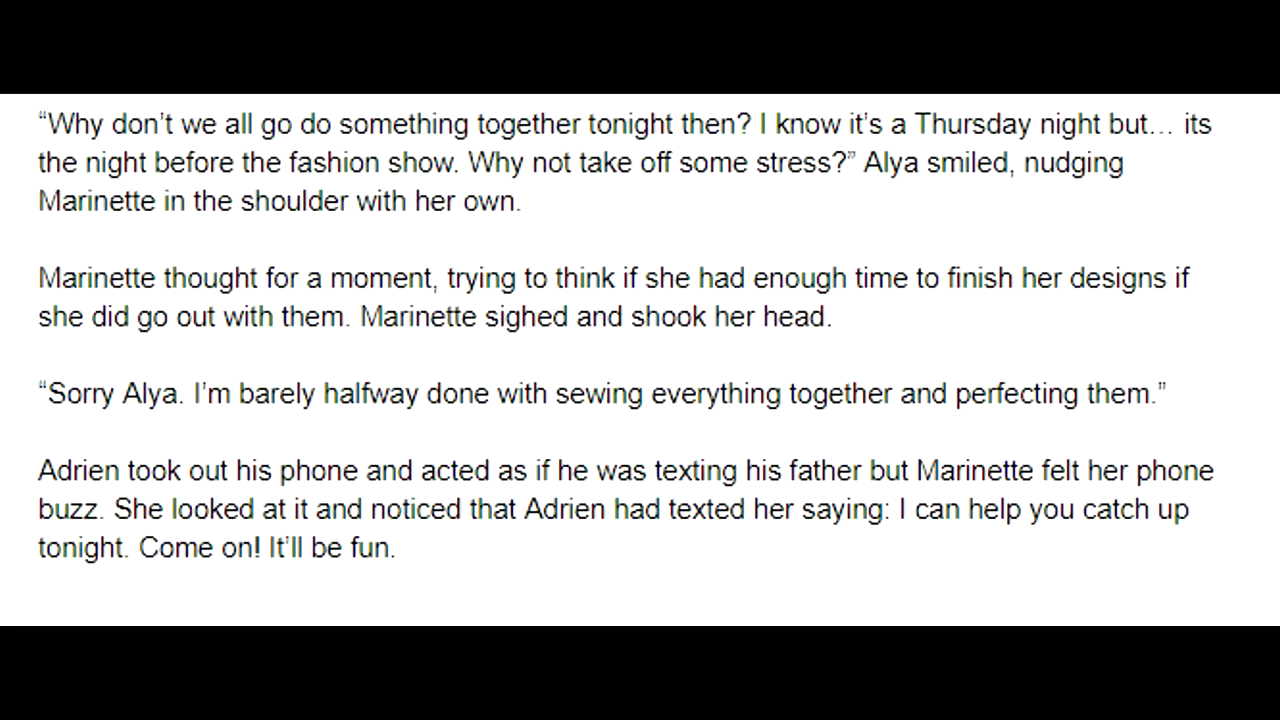 “Why don’t we all go do something together tonight then? I know it’s a Thursday night but… its
the night before the fashion show. Why not take off some stress?” Alya smiled, nudging
Marinette in the shoulder with her own.
Marinette thought for a moment, trying to think if she had enough time to finish her designs if
she did go out with them. Marinette sighed and shook her head.
“Sorry Alya. I’m barely halfway done with sewing everything together and perfecting them.”
Adrien took out his phone and acted as if he was texting his father but Marinette felt her phone
buzz. She looked at it and noticed that Adrien had texted her saying: I can help you catch up
tonight. Come on! It’ll be fun.